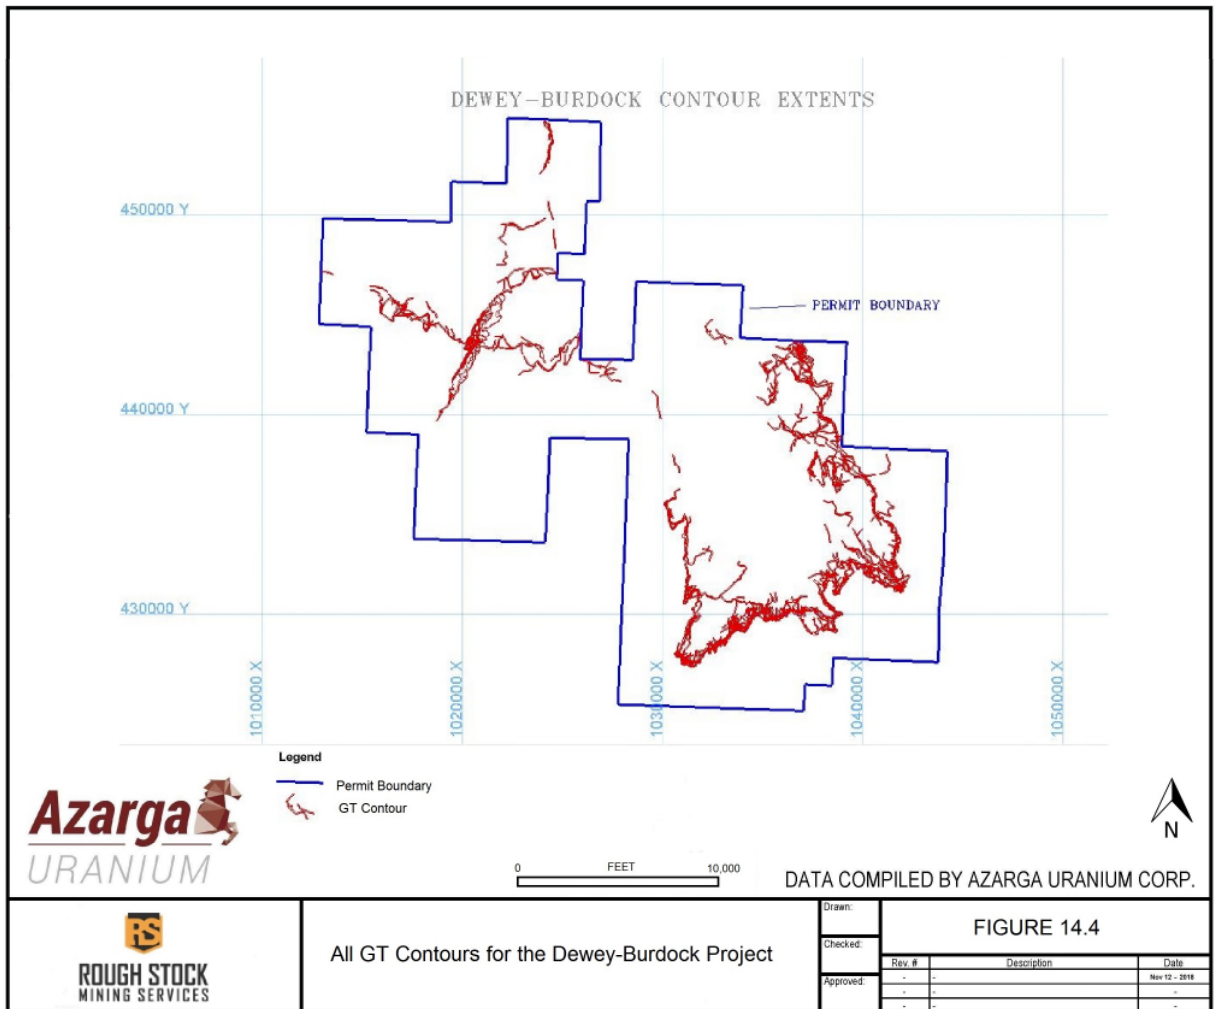 DEWEY-BURDOCK CONTOUR EXTENTS
450000 Y
PERMIT BOUNDARY
440000 Y
430000 Y
1010000 X
1020000 X
1030000 X
1040000 X
1050000 X
Legend
Permit Boundary
GT Contour
Azarga
URANIUM
N
0 FEET 10,000
DATA COMPILED BY AZARGA URANIUM CORP.
RS
ROUGH STOCK
MINING SERVICES
All GT Contours for the Dewey-Burdock Project
Drawn:
Checked:
Approved:
FIGURE 14.4
Rev. # Description Date
- - Nov 12 - 2018
- - -
- - -